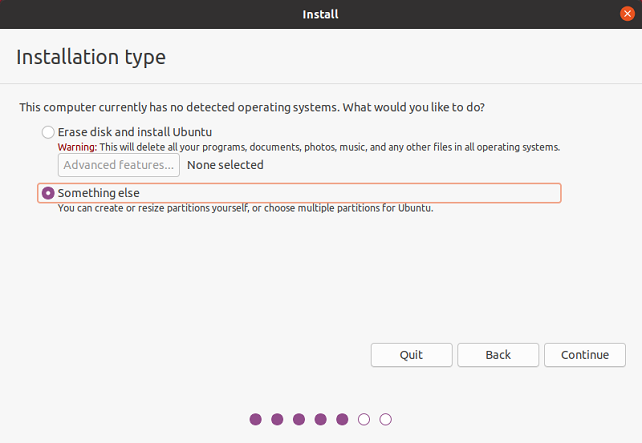 Install
Installation type
This computer currently has no detected operating systems. What would you like to do?
Erase disk and install Ubuntu
Warning: This will delete all your programs, documents, photos, music, and any other files in all operating systems.
Advanced features... None selected
Something else
You can create or resize partitions yourself, or choose multiple partitions for Ubuntu.
Quit Back Continue